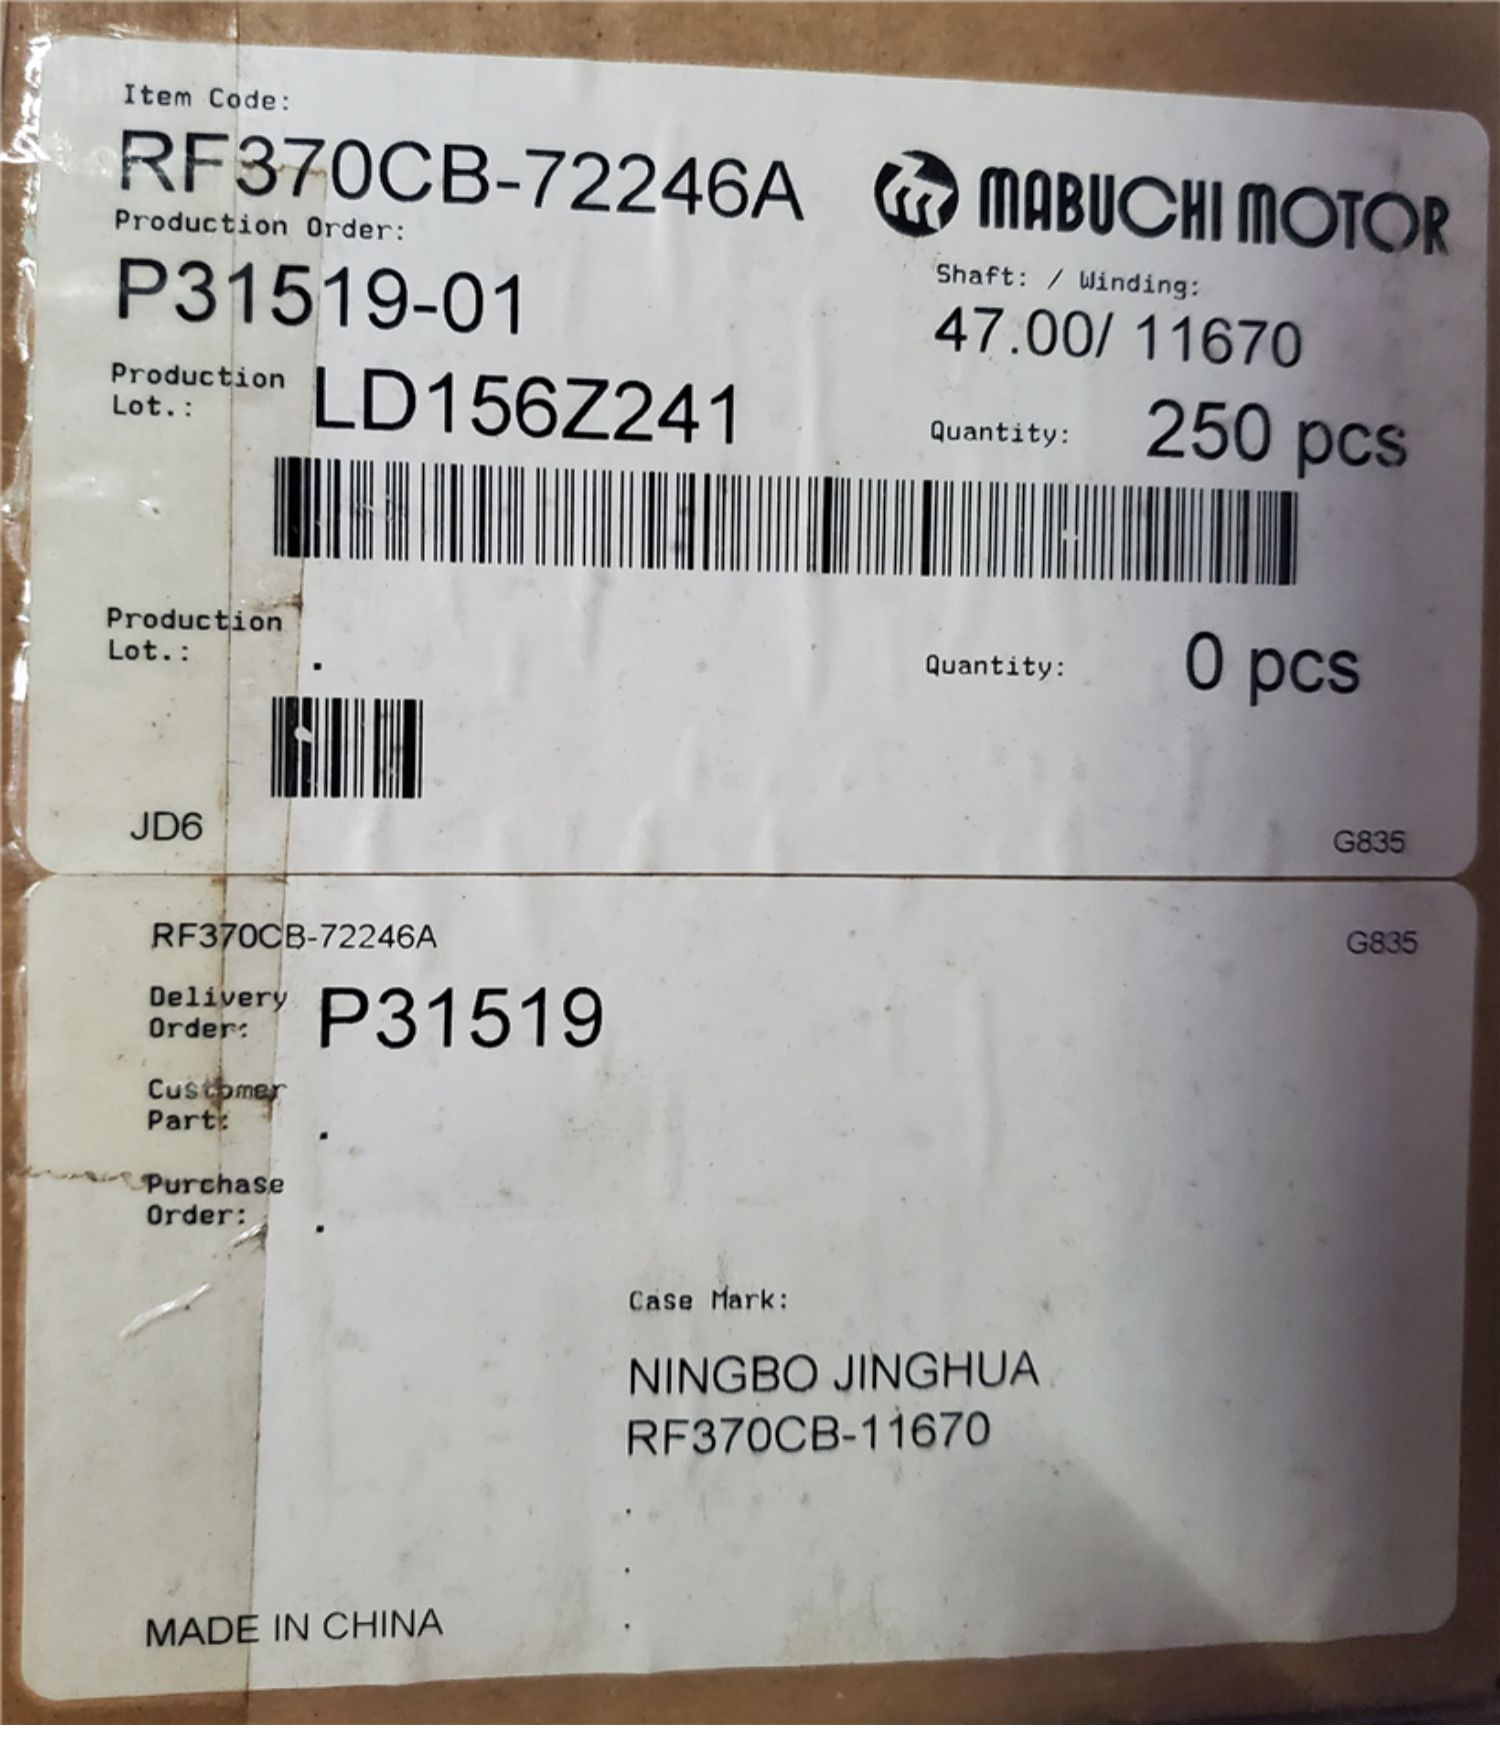 Item Code:
RF370CB-72246A
MABUCHI MOTOR
Production Order:
P31519-01
Shaft: / Winding:
47.00/ 11670
Production
Lot.:
LD156Z241
Quantity:
250 pcs
Production
Lot.:
.
Quantity:
0 pcs
JD6
G835
RF370CB-72246A
G835
Delivery
Order:
P31519
Customer
Part:
.
Purchase
Order:
.
Case Mark:
NINGBO JINGHUA
RF370CB-11670
.
.
.
MADE IN CHINA